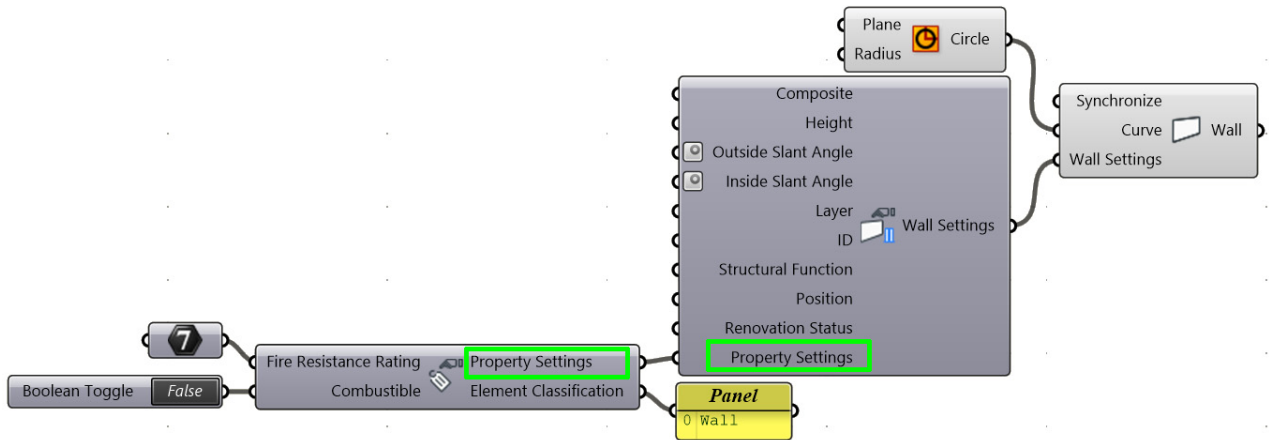 Plane
Radius
Circle
Composite
Height
Outside Slant Angle
Inside Slant Angle
Layer
ID
Structural Function
Position
Renovation Status
Property Settings
Wall Settings
Synchronize
Curve
Wall Settings
Wall
7
Boolean Toggle False
Fire Resistance Rating
Combustible
Property Settings
Element Classification
Panel
0 Wall